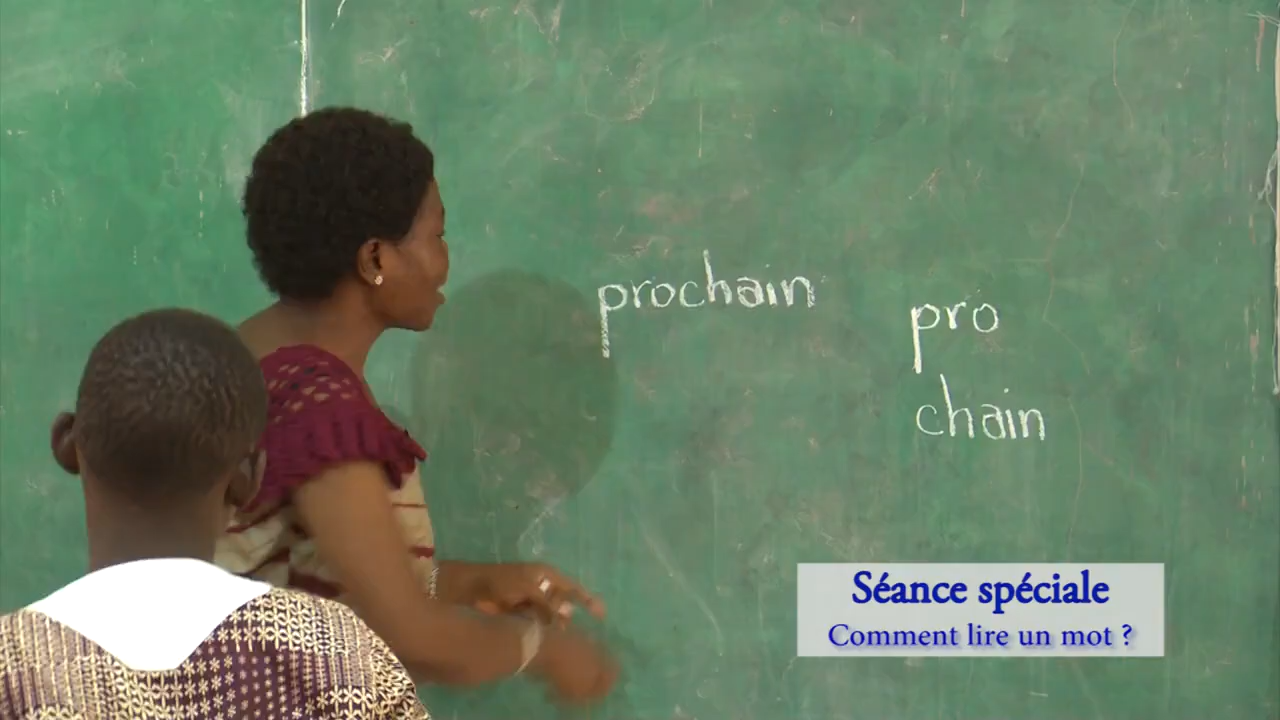 prochain
pro
chain
Séance spéciale
Comment lire un mot ?